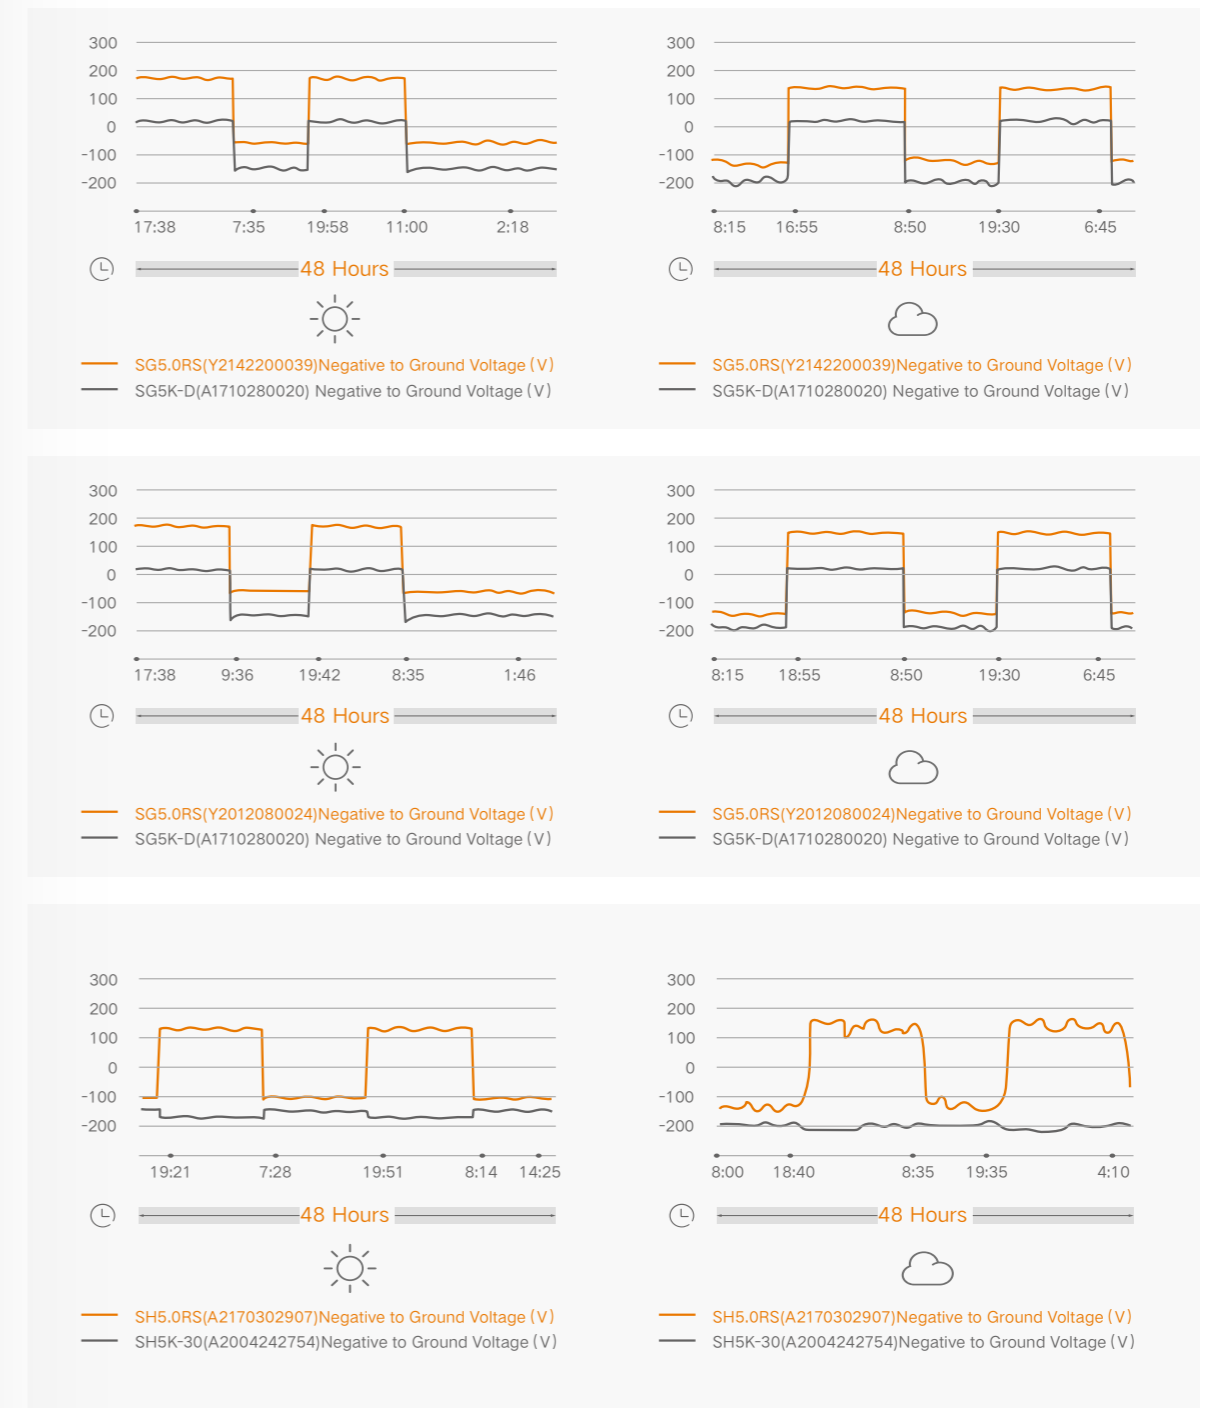 300
200
100
0
-100
-200
17:38 7:35 19:58 11:00 2:18
48 Hours
SG5.0RS(Y2142200039)Negative to Ground Voltage (V)
SG5K-D(A1710280020) Negative to Ground Voltage (V)
300
200
100
0
-100
-200
8:15 16:55 8:50 19:30 6:45
48 Hours
SG5.0RS(Y2142200039)Negative to Ground Voltage (V)
SG5K-D(A1710280020) Negative to Ground Voltage (V)
300
200
100
0
-100
-200
17:38 9:36 19:42 8:35 1:46
48 Hours
SG5.0RS(Y2012080024)Negative to Ground Voltage (V)
SG5K-D(A1710280020) Negative to Ground Voltage (V)
300
200
100
0
-100
-200
8:15 18:55 8:50 19:30 6:45
48 Hours
SG5.0RS(Y2012080024)Negative to Ground Voltage (V)
SG5K-D(A1710280020) Negative to Ground Voltage (V)
300
200
100
0
-100
-200
19:21 7:28 19:51 8:14 14:25
48 Hours
SH5.0RS(A2170302907)Negative to Ground Voltage (V)
SH5K-30(A2004242754)Negative to Ground Voltage (V)
300
200
100
0
-100
-200
8:00 18:40 8:35 19:35 4:10
48 Hours
SH5.0RS(A2170302907)Negative to Ground Voltage (V)
SH5K-30(A2004242754)Negative to Ground Voltage (V)